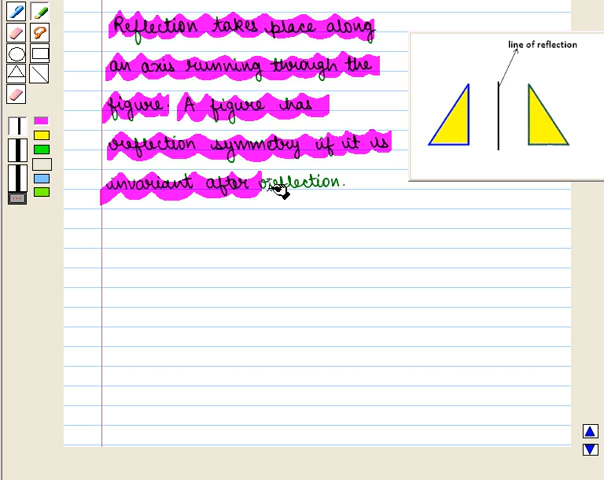 Reflection takes place along
an axis running through the
figure. A figure has
reflection symmetry if it is
invariant after reflection.
line of reflection